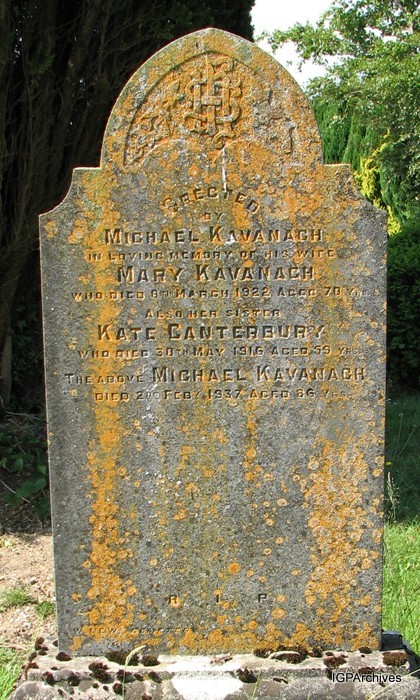 IHS
ERECTED
BY
MICHAEL KAVANAGH
IN LOVING MEMORY OF HIS WIFE
MARY KAVANAGH
WHO DIED 8TH MARCH 1922 AGED 70 YRS
ALSO HER SISTER
KATE CANTERBURY
WHO DIED 30TH MAY 1916 AGED 55 YRS
THE ABOVE MICHAEL KAVANAGH
DIED 2ND FEBY 1937 AGED 86 YRS.
R I P
IGPArchives